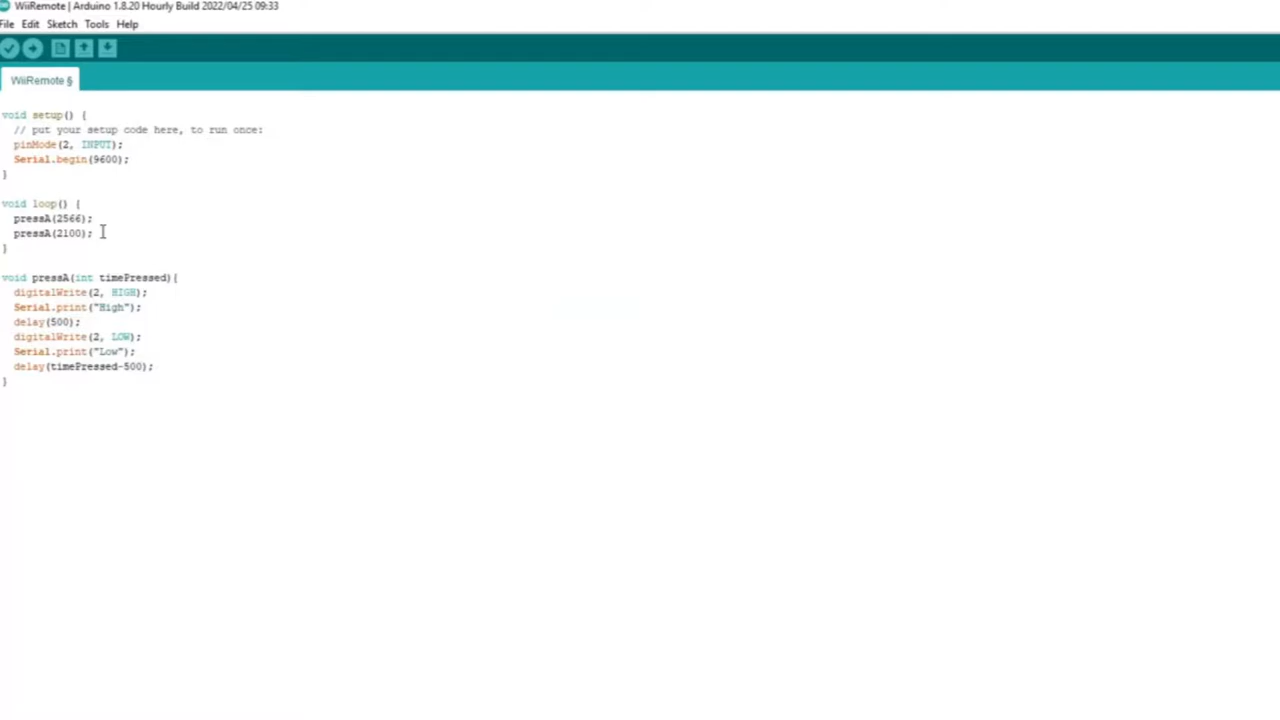 WiiRemote | Arduino 1.8.20 Hourly Build 2022/04/25 09:33
File Edit Sketch Tools Help
WiiRemote §
void setup() {
// put your setup code here, to run once:
pinMode(2, INPUT);
Serial.begin(9600);
}
void loop() {
pressA(2566);
pressA(2100);
}
void pressA(int timePressed){
digitalWrite(2, HIGH);
Serial.print("High");
delay(500);
digitalWrite(2, LOW);
Serial.print("Low");
delay(timePressed-500);
}